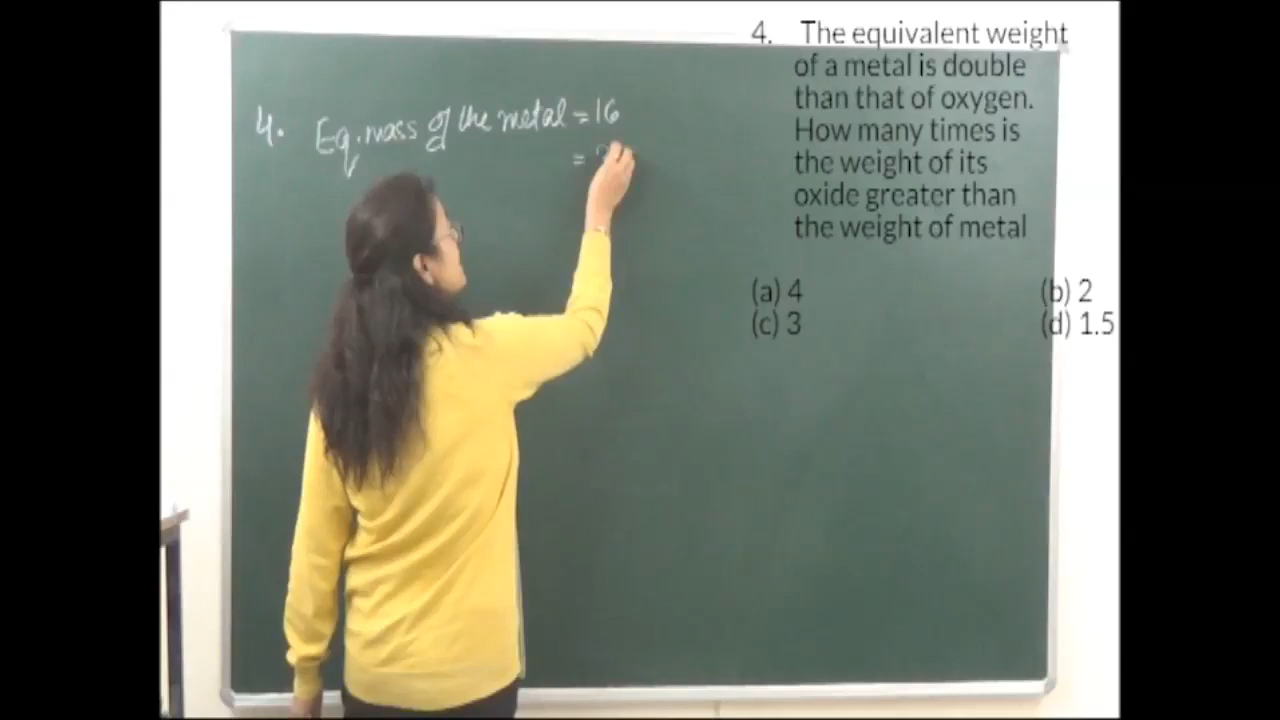 4. The equivalent weight
of a metal is double
than that of oxygen.
How many times is
the weight of its
oxide greater than
the weight of metal
(a) 4 (b) 2
(c) 3 (d) 1.5
4. Eq. mass of the metal = 16
=